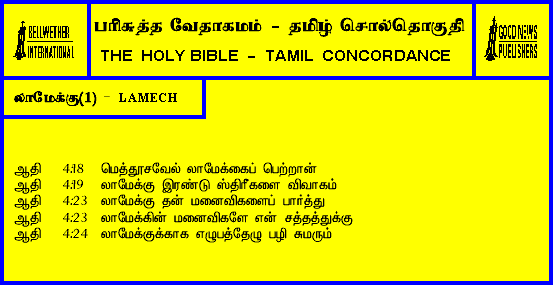 BELLWETHER
INTERNATIONAL
பரிசுத்த வேதாகமம் - தமிழ் சொல்தொகுதி
THE HOLY BIBLE - TAMIL CONCORDANCE
GOOD NEWS
PUBLISHERS
லாமேக்கு(1) - LAMECH
ஆதி 4:18 மெத்தூசவேல் லாமேக்கைப் பெற்றான்
ஆதி 4:19 லாமேக்கு இரண்டு ஸ்திரீகளை விவாகம்
ஆதி 4:23 லாமேக்கு தன் மனைவிகளைப் பார்த்து
ஆதி 4:23 லாமேக்கின் மனைவிகளே என் சத்தத்துக்கு
ஆதி 4:24 லாமேக்குக்காக எழுபத்தேழு பழி சுமரும்